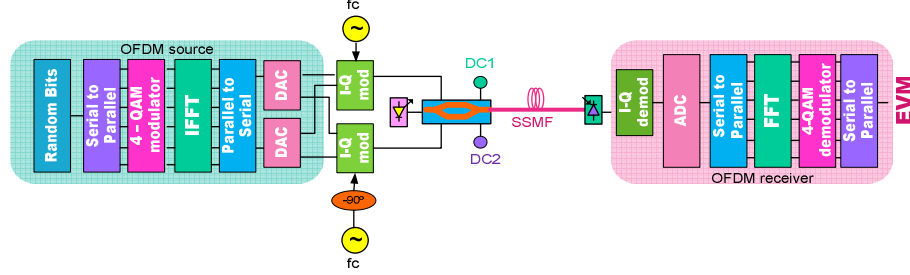 fc
OFDM source
Random Bits
Serial to
Parallel
4 - QAM
modulator
IFFT
Parallel to
Serial
DAC
DAC
I-Q
mod
I-Q
mod
-90º
~
~
fc
DC1
DC2
SSMF
I-Q
demod
ADC
Serial to
Parallel
FFT
4-QAM
demodulator
Serial to
Parallel
OFDM receiver
EVM